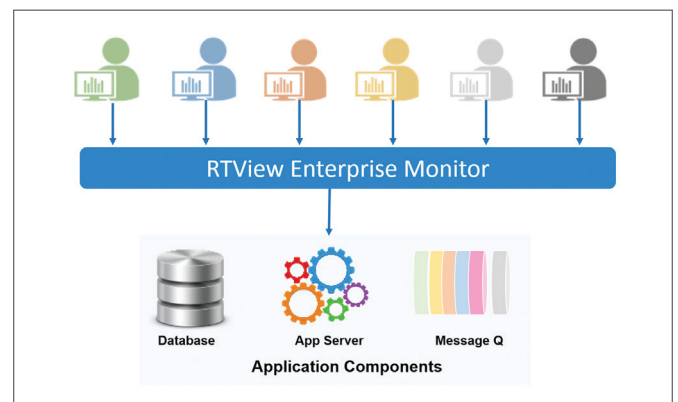 RTView Enterprise Monitor
Database
App Server
Message Q
Application Components